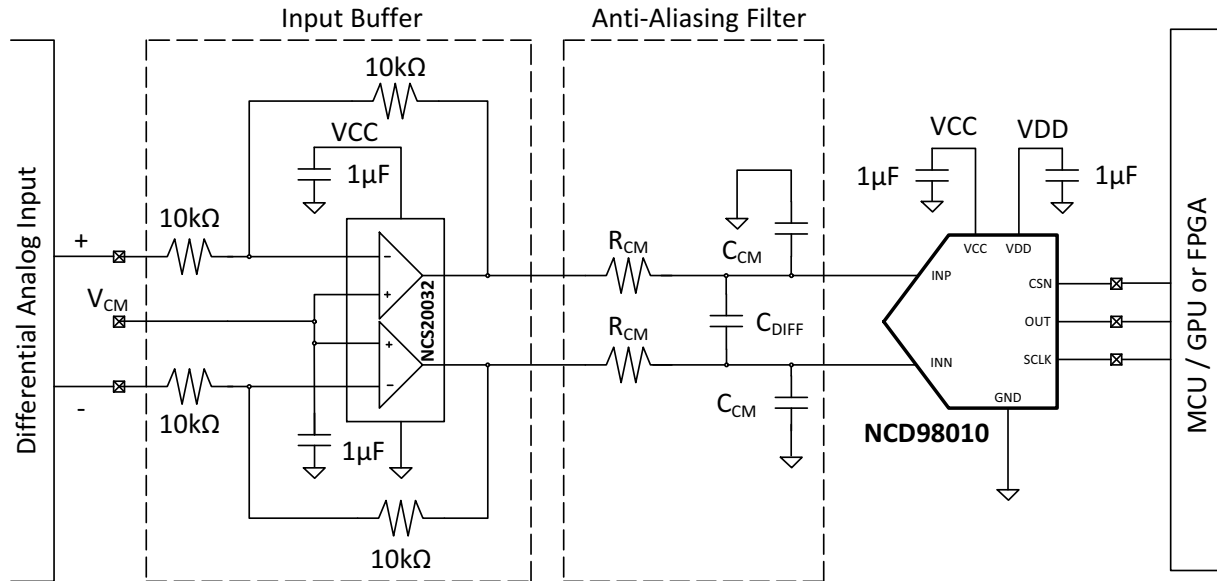 Input Buffer
Anti-Aliasing Filter
Differential Analog Input
10kΩ
VCC
1µF
10kΩ
+
V_CM
-
10kΩ
−
+
+
−
NCS20032
1µF
10kΩ
R_CM
C_CM
R_CM
C_DIFF
C_CM
VCC
VDD
1µF
1µF
VCC
VDD
INP
CSN
OUT
INN
SCLK
GND
NCD98010
MCU / GPU or FPGA